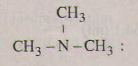 CH₃
CH₃ – N – CH₃ :